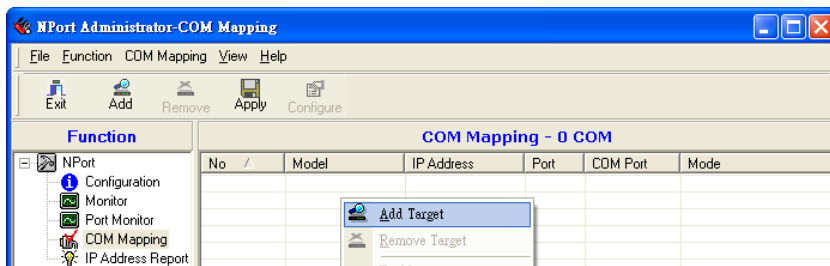 NPort Administrator-COM Mapping
File Function COM Mapping View Help
Exit Add Remove Apply Configure
Function
COM Mapping - 0 COM
NPort
Configuration
Monitor
Port Monitor
COM Mapping
IP Address Report
No Model IP Address Port COM Port Mode
Add Target
Remove Target